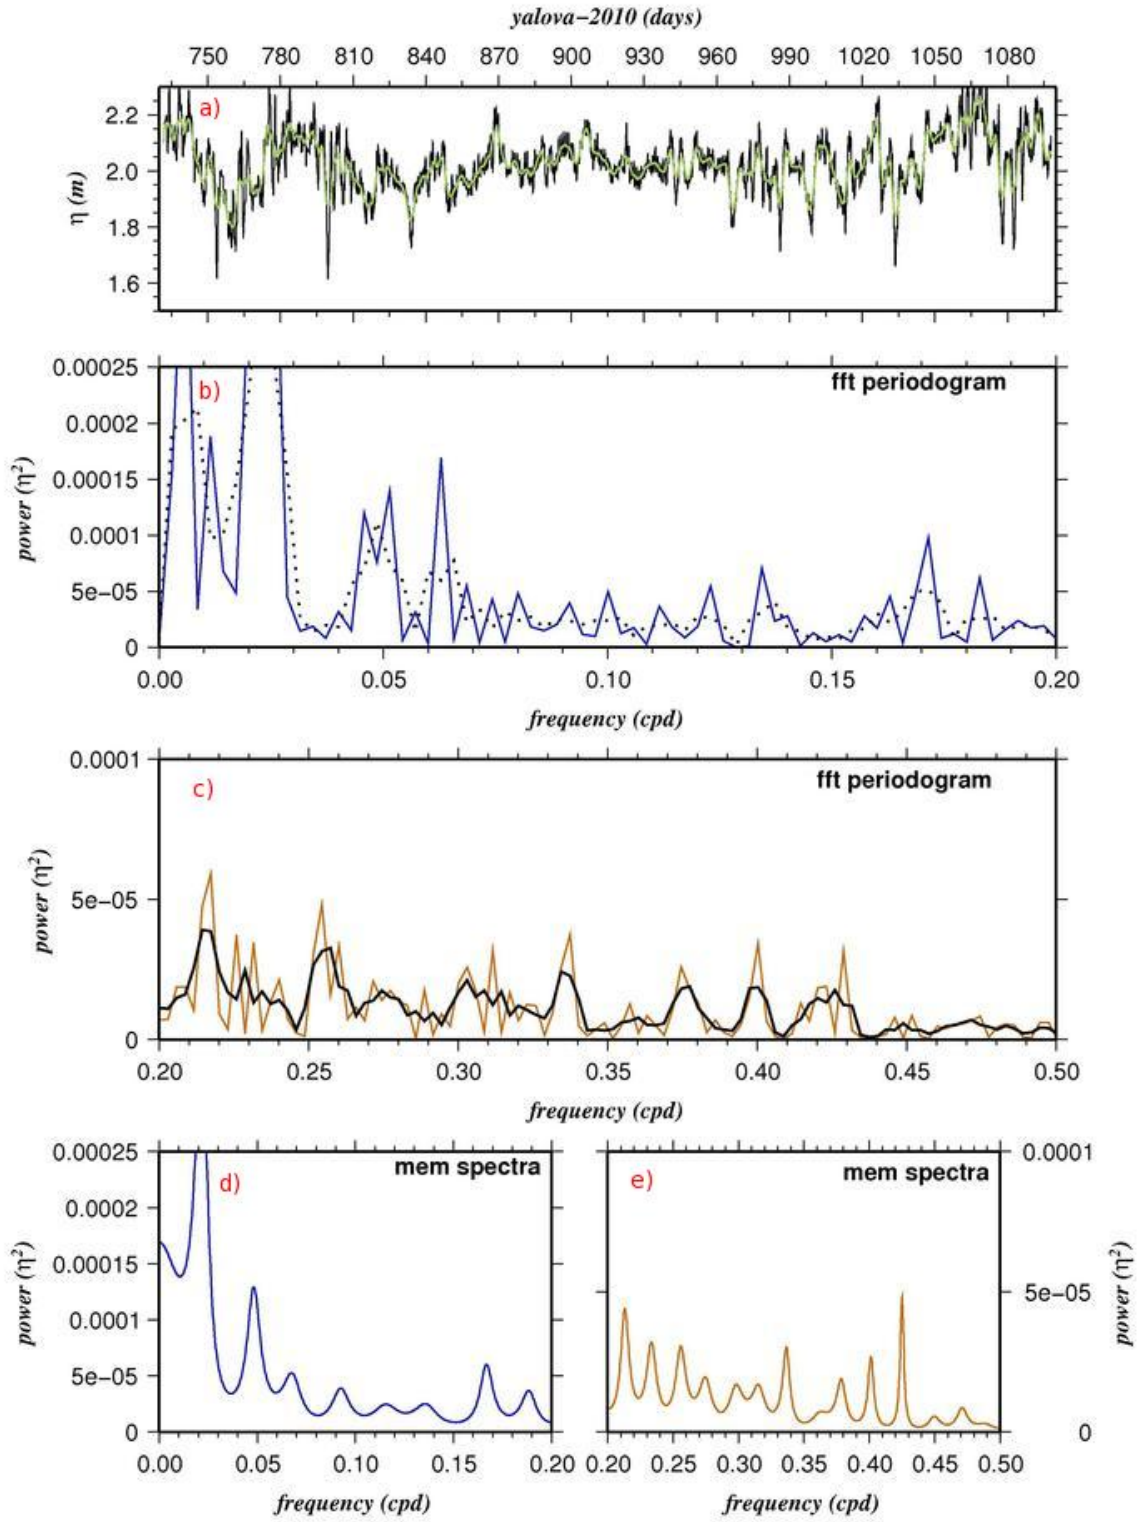 yalova−2010 (days)
750 780 810 840 870 900 930 960 990 1020 1050 1080
a)
2.2
2.0
1.8
1.6
η (m)
b)
fft periodogram
0.00025
0.0002
0.00015
0.0001
5e−05
0
power (η²)
0.00 0.05 0.10 0.15 0.20
frequency (cpd)
c)
fft periodogram
0.0001
5e−05
0
power (η²)
0.20 0.25 0.30 0.35 0.40 0.45 0.50
frequency (cpd)
d)
mem spectra
0.00025
0.0002
0.00015
0.0001
5e−05
0
power (η²)
0.00 0.05 0.10 0.15 0.20
frequency (cpd)
e)
mem spectra
0.0001
5e−05
0
power (η²)
0.20 0.25 0.30 0.35 0.40 0.45 0.50
frequency (cpd)